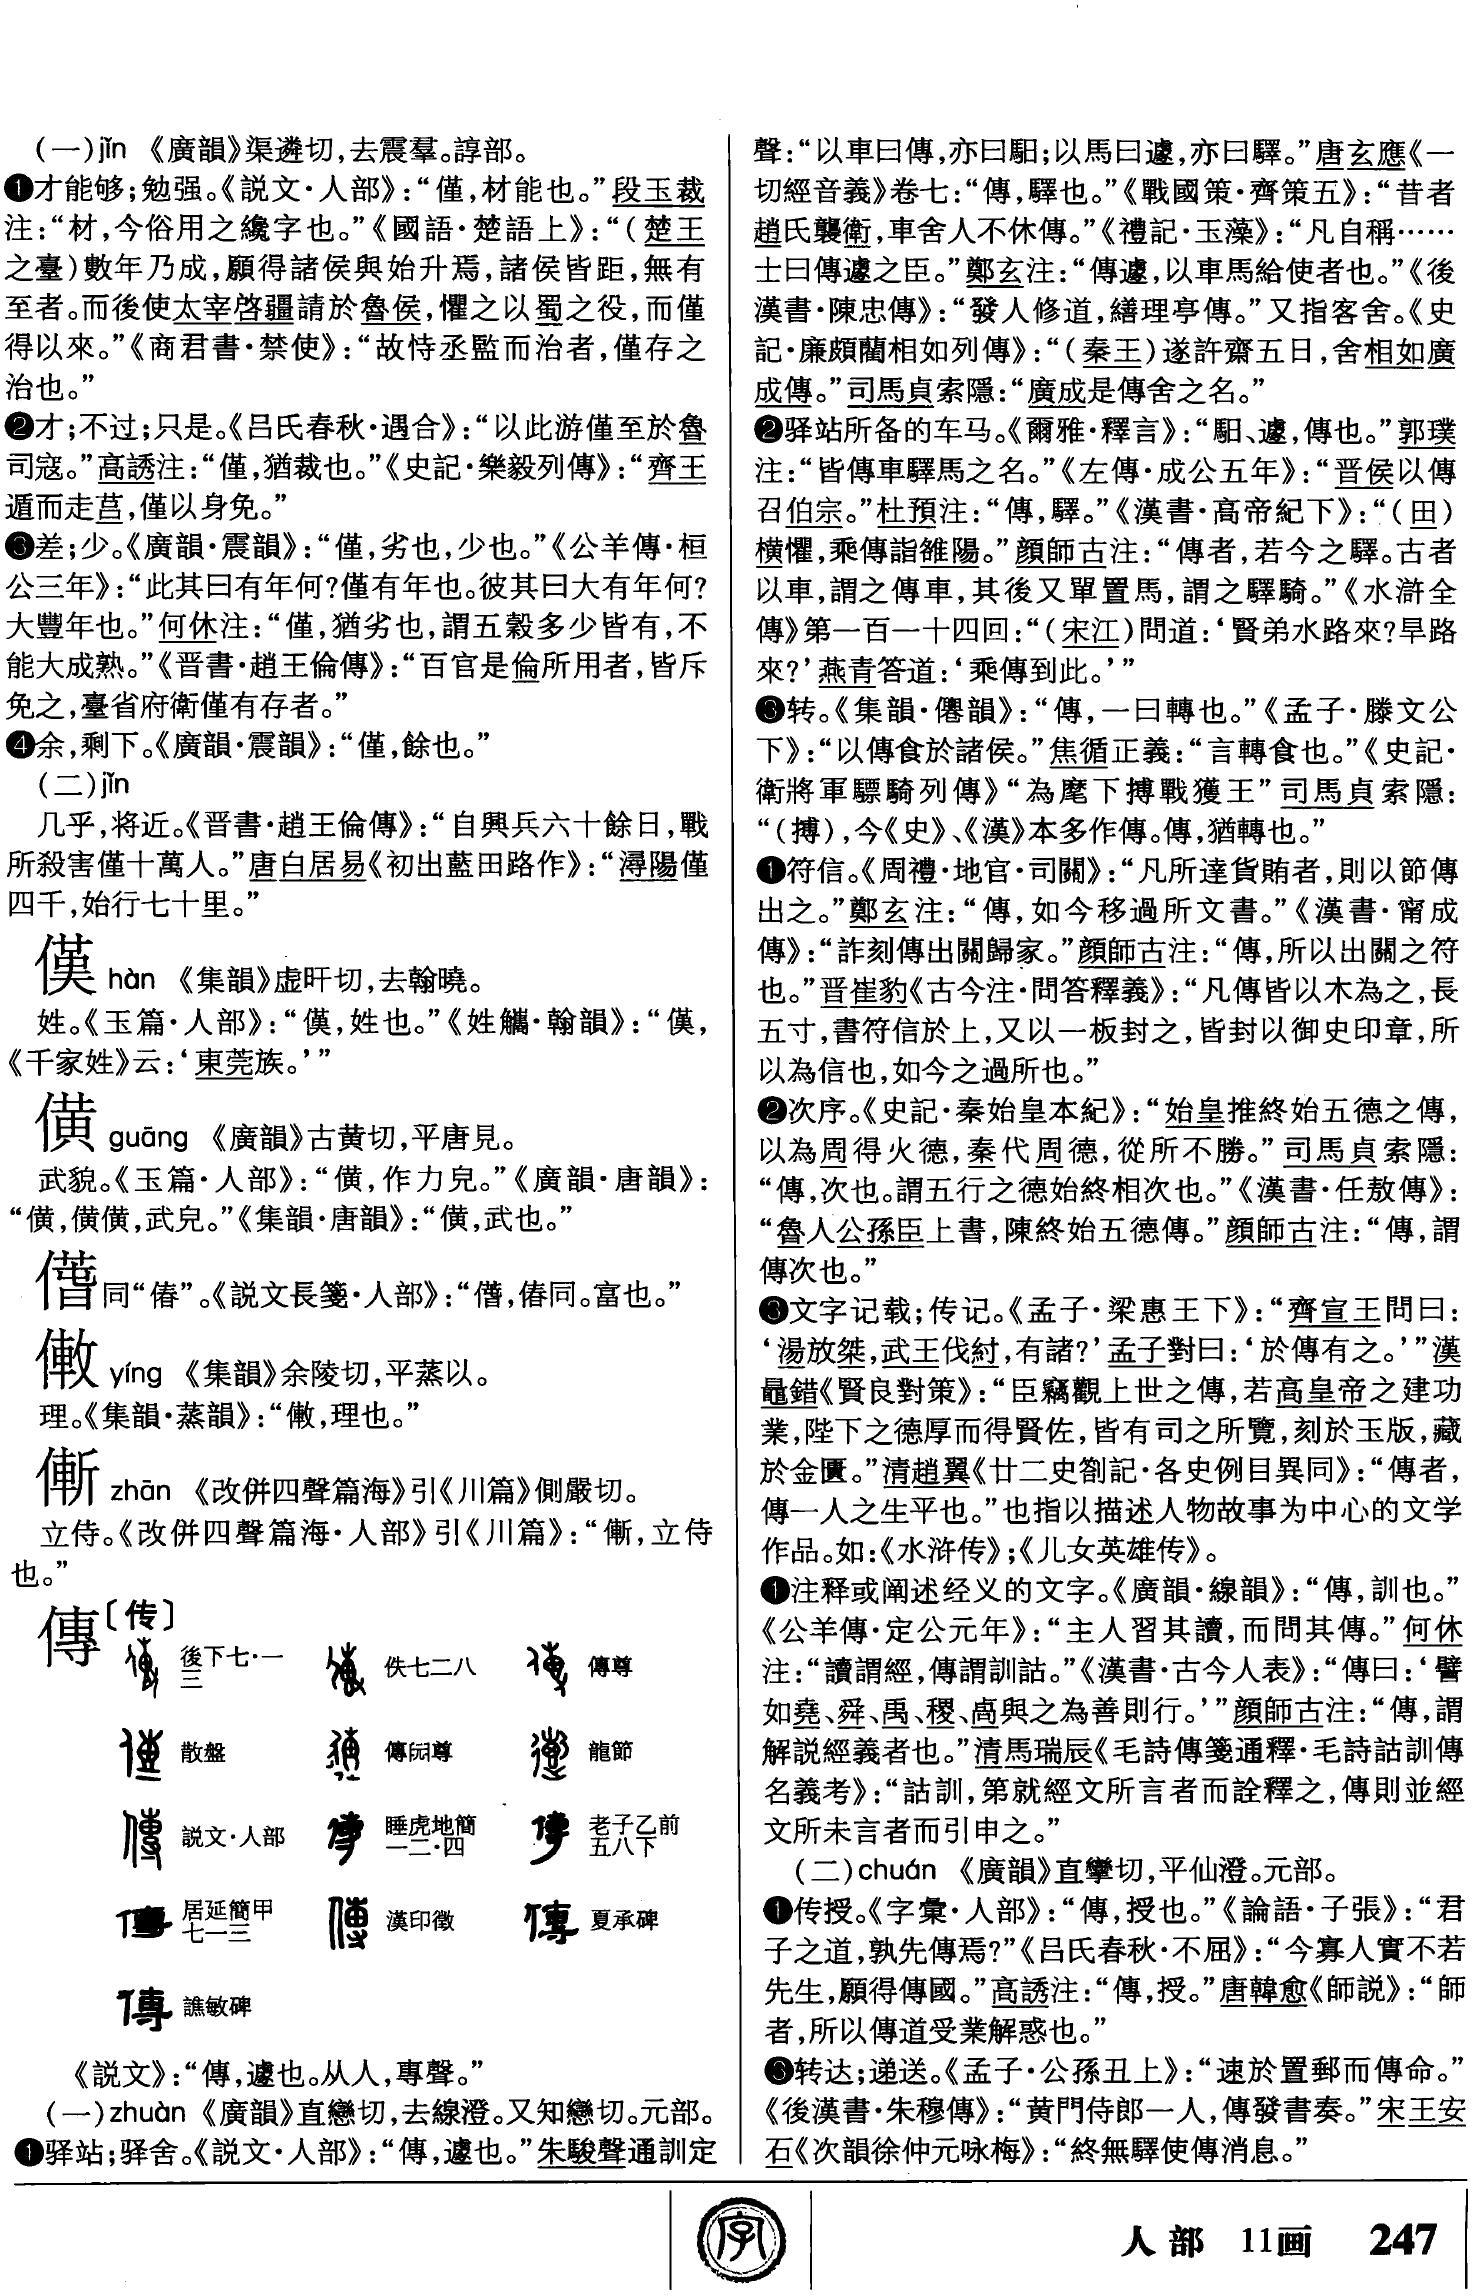 (一)jǐn 《廣韻》渠遴切,去震羣。諄部。
❶才能够;勉强。《説文·人部》:“僅,材能也。”段玉裁
注:“材,今俗用之纔字也。”《國語·楚語上》:“(楚王
之臺)數年乃成,願得諸侯與始升焉,諸侯皆距,無有
至者。而後使太宰啓疆請於魯侯,懼之以蜀之役,而僅
得以來。”《商君書·禁使》:“故恃丞監而治者,僅存之
治也。”
❷才;不过;只是。《吕氏春秋·遇合》:“以此游僅至於魯
司寇。”高誘注:“僅,猶裁也。”《史記·樂毅列傳》:“齊王
遁而走莒,僅以身免。”
❸差;少。《廣韻·震韻》:“僅,劣也,少也。”《公羊傳·桓
公三年》:“此其曰有年何?僅有年也。彼其曰大有年何?
大豐年也。”何休注:“僅,猶劣也,謂五穀多少皆有,不
能大成熟。”《晋書·趙王倫傳》:“百官是倫所用者,皆斥
免之,臺省府衛僅有存者。”
❹余,剩下。《廣韻·震韻》:“僅,餘也。”
(二)jǐn
几乎,将近。《晋書·趙王倫傳》:“自興兵六十餘日,戰
所殺害僅十萬人。”唐白居易《初出藍田路作》:“潯陽僅
四千,始行七十里。”
㒈 hàn 《集韻》虚旰切,去翰曉。
姓。《玉篇·人部》:“㒈,姓也。”《姓觿·翰韻》:“㒈,
《千家姓》云:‘東莞族。’”
僙 guāng 《廣韻》古黄切,平唐見。
武貌。《玉篇·人部》:“僙,作力皃。”《廣韻·唐韻》:
“僙,僙僙,武皃。”《集韻·唐韻》:“僙,武也。”
同“偆”。《説文長箋·人部》:“偆同。富也。”
yíng 《集韻》余陵切,平蒸以。
理。《集韻·蒸韻》:“理也。”
㒋 zhān 《改併四聲篇海》引《川篇》側嚴切。
立侍。《改併四聲篇海·人部》引《川篇》:“㒋,立侍
也。”
傳〔传〕
後下七·一三 佚七二八 傳尊
散盤 傳尊 龍節
説文·人部 睡虎地簡一二·四 老子乙前五八下
居延簡甲七一三 漢印徵 夏承碑
譙敏碑
《説文》:“傳,遽也。从人,專聲。”
(一)zhuàn 《廣韻》直戀切,去線澄。又知戀切。元部。
❶驿站;驿舍。《説文·人部》:“傳,遽也。”朱駿聲通訓定
聲:“以車曰傳,亦曰馹;以馬曰遽,亦曰驛。”唐玄應《一
切經音義》卷七:“傳,驛也。”《戰國策·齊策五》:“昔者
趙氏襲衛,車舍人不休傳。”《禮記·玉藻》:“凡自稱……
士曰傳遽之臣。”鄭玄注:“傳遽,以車馬給使者也。”《後
漢書·陳忠傳》:“發人修道,繕理亭傳。”又指客舍。《史
記·廉頗藺相如列傳》:“(秦王)遂許齋五日,舍相如廣
成傳。”司馬貞索隱:“廣成是傳舍之名。”
❷驿站所备的车马。《爾雅·釋言》:“馹、遽,傳也。”郭璞
注:“皆傳車驛馬之名。”《左傳·成公五年》:“晋侯以傳
召伯宗。”杜預注:“傳,驛。”《漢書·高帝紀下》:“(田)
横懼,乘傳詣雒陽。”顔師古注:“傳者,若今之驛。古者
以車,謂之傳車,其後又單置馬,謂之驛騎。”《水滸全
傳》第一百一十四回:“(宋江)問道:‘賢弟水路來?旱路
來?’燕青答道:‘乘傳到此。’”
❸转。《集韻·僊韻》:“傳,一曰轉也。”《孟子·滕文公
下》:“以傳食於諸侯。”焦循正義:“言轉食也。”《史記·
衛將軍驃騎列傳》“為麾下搏戰獲王”司馬貞索隱:
“(搏),今《史》、《漢》本多作傳。傳,猶轉也。”
❶符信。《周禮·地官·司關》:“凡所達貨賄者,則以節傳
出之。”鄭玄注:“傳,如今移過所文書。”《漢書·甯成
傳》:“詐刻傳出關歸家。”顔師古注:“傳,所以出關之符
也。”晋崔豹《古今注·問答釋義》:“凡傳皆以木為之,長
五寸,書符信於上,又以一板封之,皆封以御史印章,所
以為信也,如今之過所也。”
❷次序。《史記·秦始皇本紀》:“始皇推終始五德之傳,
以為周得火德,秦代周德,從所不勝。”司馬貞索隱:
“傳,次也。謂五行之德始終相次也。”《漢書·任敖傳》:
“魯人公孫臣上書,陳終始五德傳。”顔師古注:“傳,謂
傳次也。”
❸文字记载;传记。《孟子·梁惠王下》:“齊宣王問曰:
‘湯放桀,武王伐紂,有諸?’孟子對曰:‘於傳有之。’”漢
鼂錯《賢良對策》:“臣竊觀上世之傳,若高皇帝之建功
業,陛下之德厚而得賢佐,皆有司之所覽,刻於玉版,藏
於金匱。”清趙翼《廿二史劄記·各史例目異同》:“傳者,
傳一人之生平也。”也指以描述人物故事为中心的文学
作品。如:《水浒传》;《儿女英雄传》。
❶注释或阐述经义的文字。《廣韻·線韻》:“傳,訓也。”
《公羊傳·定公元年》:“主人習其讀,而問其傳。”何休
注:“讀謂經,傳謂訓詁。”《漢書·古今人表》:“傳曰:‘譬
如堯、舜、禹、稷、卨與之為善則行。’”顔師古注:“傳,謂
解説經義者也。”清馬瑞辰《毛詩傳箋通釋·毛詩詁訓傳
名義考》:“詁訓,第就經文所言者而詮釋之,傳則並經
文所未言者而引申之。”
(二)chuán 《廣韻》直攣切,平仙澄。元部。
❶传授。《字彙·人部》:“傳,授也。”《論語·子張》:“君
子之道,孰先傳焉?”《吕氏春秋·不屈》:“今寡人實不若
先生,願得傳國。”高誘注:“傳,授。”唐韓愈《師説》:“師
者,所以傳道受業解惑也。”
❸转达;递送。《孟子·公孫丑上》:“速於置郵而傳命。”
《後漢書·朱穆傳》:“黄門侍郎一人,傳發書奏。”宋王安
石《次韻徐仲元咏梅》:“終無驛使傳消息。”
字 人部 11画 247